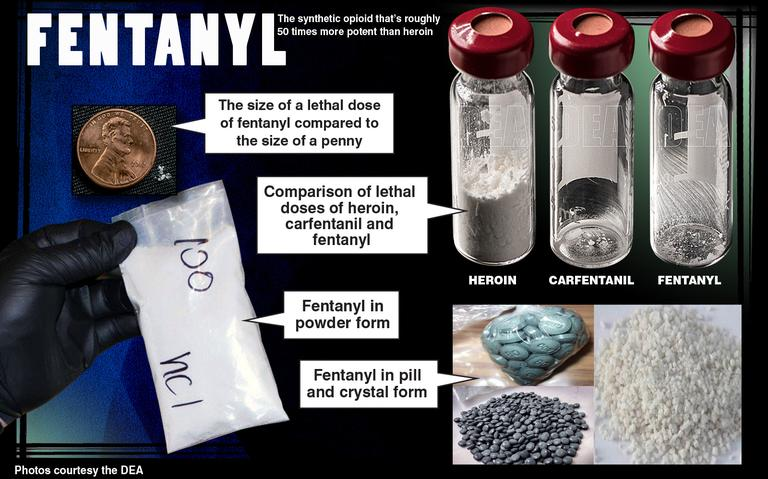 FENTANYL
The synthetic opioid that's roughly
50 times more potent than heroin
The size of a lethal dose
of fentanyl compared to
the size of a penny
LIBERTY
Comparison of lethal
doses of heroin,
carfentanil and
fentanyl
DEA
DEA
DEA
HEROIN
CARFENTANIL
FENTANYL
100
HCl
Fentanyl in
powder form
Fentanyl in pill
and crystal form
Photos courtesy the DEA